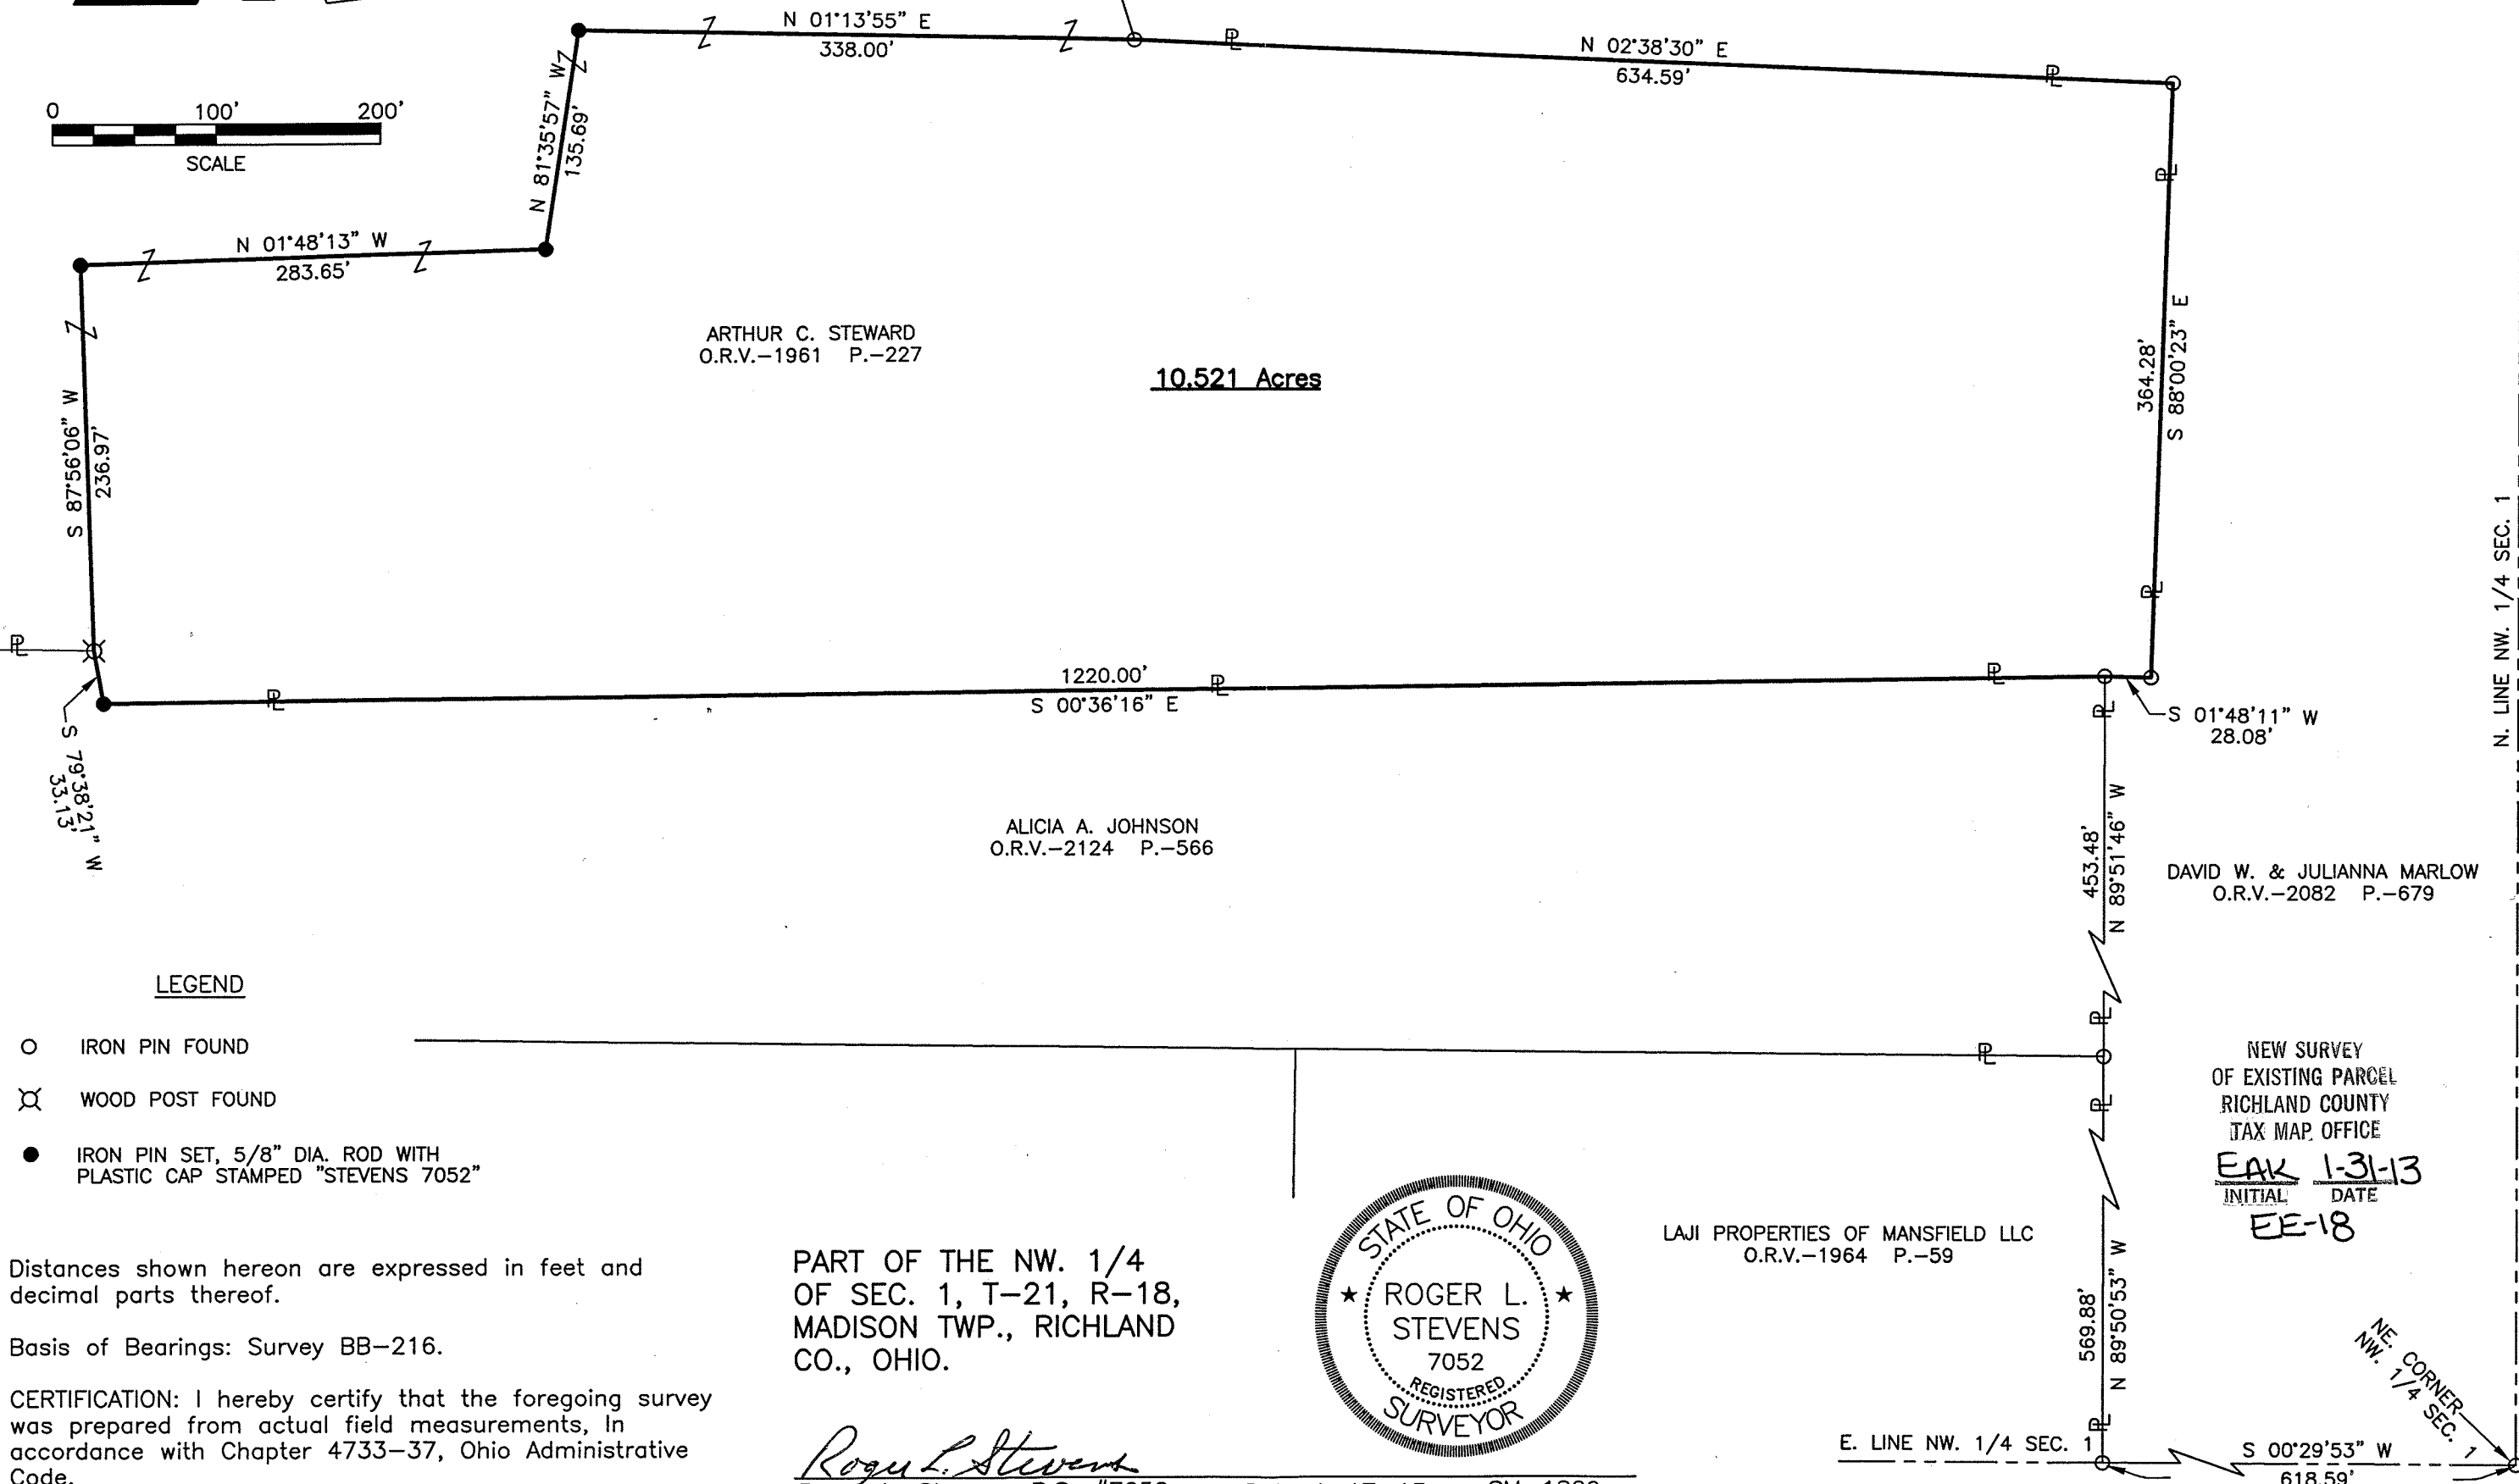 N 01°13'55" E
338.00'
N 02°38'30" E
634.59'
0 100' 200'
SCALE
N 81°35'57" W
135.69'
N 01°48'13" W
283.65'
ARTHUR C. STEWARD
O.R.V.-1961 P.-227
10.521 Acres
364.28'
S 88°00'23" E
S 87°56'06" W
236.97'
N. LINE NW. 1/4 SEC. 1
1220.00'
S 00°36'16" E
S 01°48'11" W
28.08'
S 79°38'21" W
33.13'
ALICIA A. JOHNSON
O.R.V.-2124 P.-566
453.48'
N 89°51'46" W
DAVID W. & JULIANNA MARLOW
O.R.V.-2082 P.-679
LEGEND
IRON PIN FOUND
WOOD POST FOUND
IRON PIN SET, 5/8" DIA. ROD WITH
PLASTIC CAP STAMPED "STEVENS 7052"
NEW SURVEY
OF EXISTING PARCEL
RICHLAND COUNTY
TAX MAP OFFICE
EAK 1-31-13
INITIAL DATE
EE-18
Distances shown hereon are expressed in feet and
decimal parts thereof.
Basis of Bearings: Survey BB-216.
CERTIFICATION: I hereby certify that the foregoing survey
was prepared from actual field measurements, In
accordance with Chapter 4733-37, Ohio Administrative
Code.
PART OF THE NW. 1/4
OF SEC. 1, T-21, R-18,
MADISON TWP., RICHLAND
CO., OHIO.
STATE OF OHIO
★ ROGER L. ★
STEVENS
7052
REGISTERED
SURVEYOR
Roger L. Stevens
LAJI PROPERTIES OF MANSFIELD LLC
O.R.V.-1964 P.-59
569.88'
N 89°50'53" W
NE. CORNER
NW. 1/4 SEC. 1
E. LINE NW. 1/4 SEC. 1
S 00°29'53" W
618.59'